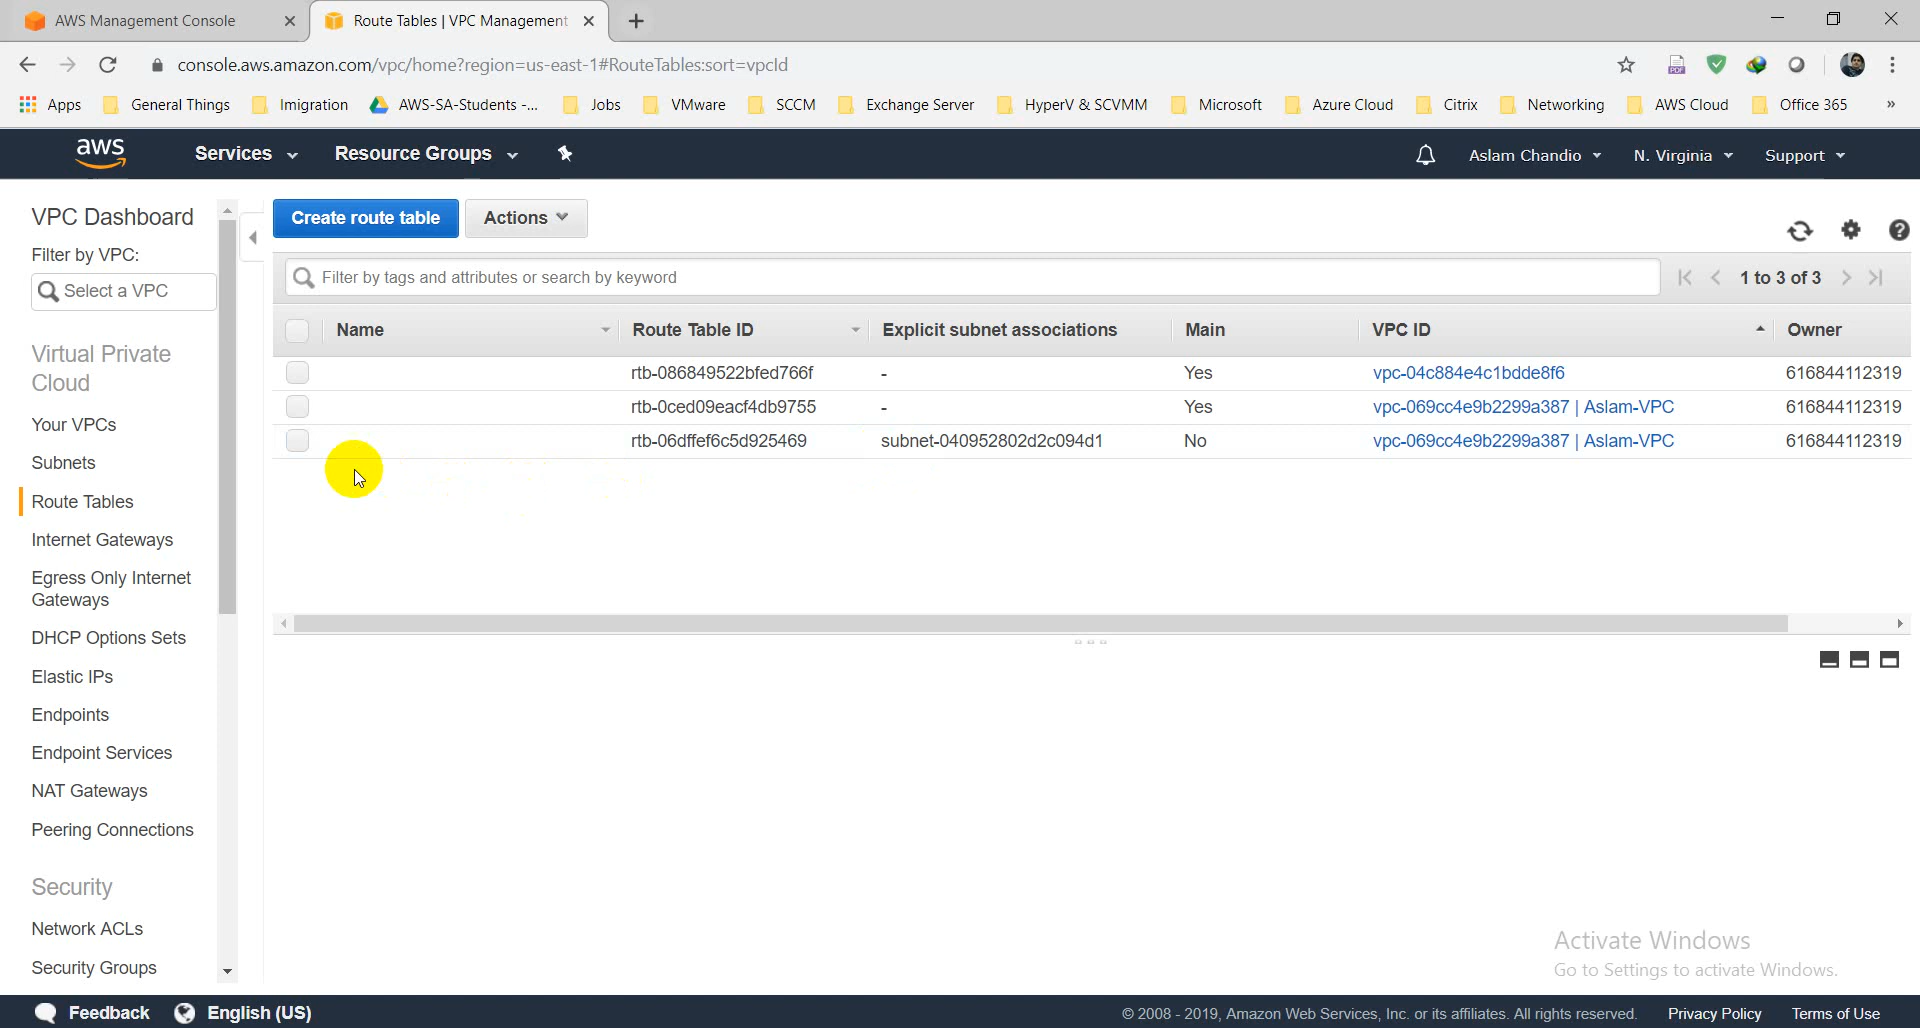 AWS Management Console
Route Tables | VPC Management
console.aws.amazon.com/vpc/home?region=us-east-1#RouteTables:sort=vpcId
Apps General Things Imigration AWS-SA-Students -... Jobs VMware SCCM Exchange Server HyperV & SCVMM Microsoft Azure Cloud Citrix Networking AWS Cloud Office 365 »
aws Services Resource Groups Aslam Chandio N. Virginia Support
VPC Dashboard
Filter by VPC:
Select a VPC
Virtual Private
Cloud
Your VPCs
Subnets
Route Tables
Internet Gateways
Egress Only Internet
Gateways
DHCP Options Sets
Elastic IPs
Endpoints
Endpoint Services
NAT Gateways
Peering Connections
Security
Network ACLs
Security Groups
Create route table Actions
Filter by tags and attributes or search by keyword
1 to 3 of 3
Name Route Table ID Explicit subnet associations Main VPC ID Owner
rtb-086849522bfed766f - Yes vpc-04c884e4c1bdde8f6 616844112319
rtb-0ced09eacf4db9755 - Yes vpc-069cc4e9b2299a387 | Aslam-VPC 616844112319
rtb-06dffef6c5d925469 subnet-040952802d2c094d1 No vpc-069cc4e9b2299a387 | Aslam-VPC 616844112319
Activate Windows
Go to Settings to activate Windows.
Feedback English (US) © 2008 - 2019, Amazon Web Services, Inc. or its affiliates. All rights reserved. Privacy Policy Terms of Use